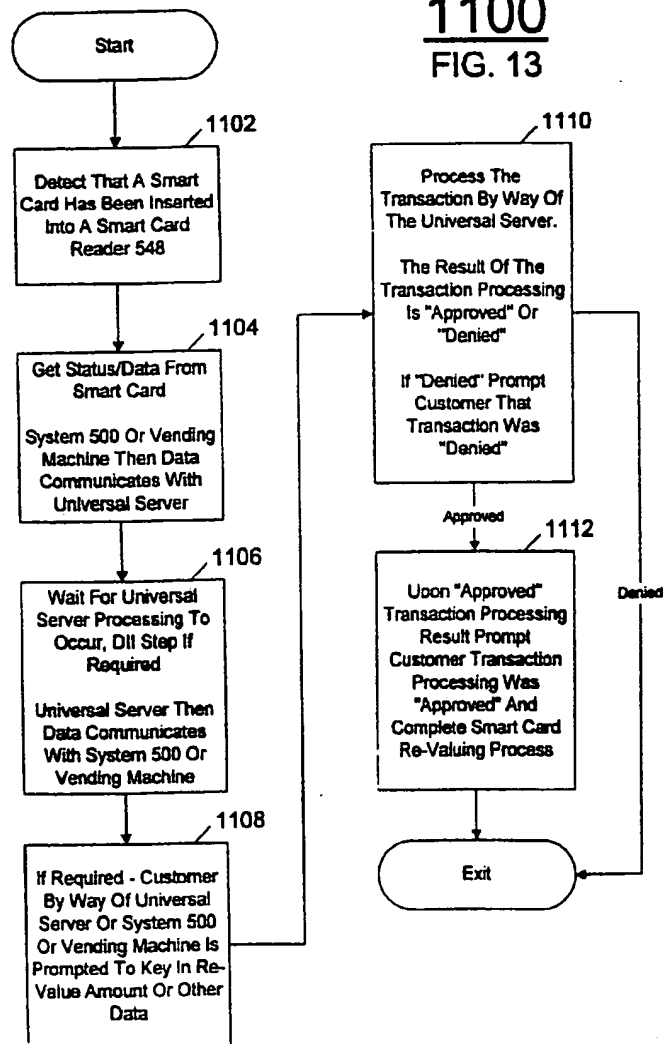 1100
FIG. 13
Start
1102
Detect That A Smart
Card Has Been Inserted
Into A Smart Card
Reader 548
1104
Get Status/Data From
Smart Card
System 500 Or Vending
Machine Then Data
Communicates With
Universal Server
1106
Wait For Universal
Server Processing To
Occur, DII Step If
Required
Universal Server Then
Data Communicates
With System 500 Or
Vending Machine
1108
If Required - Customer
By Way Of Universal
Server Or System 500
Or Vending Machine Is
Prompted To Key In Re-
Value Amount Or Other
Data
1110
Process The
Transaction By Way Of
The Universal Server.
The Result Of The
Transaction Processing
Is "Approved" Or
"Denied"
If "Denied" Prompt
Customer That
Transaction Was
"Denied"
Approved
Denied
1112
Upon "Approved"
Transaction Processing
Result Prompt
Customer Transaction
Processing Was
"Approved" And
Complete Smart Card
Re-Valuing Process
Exit